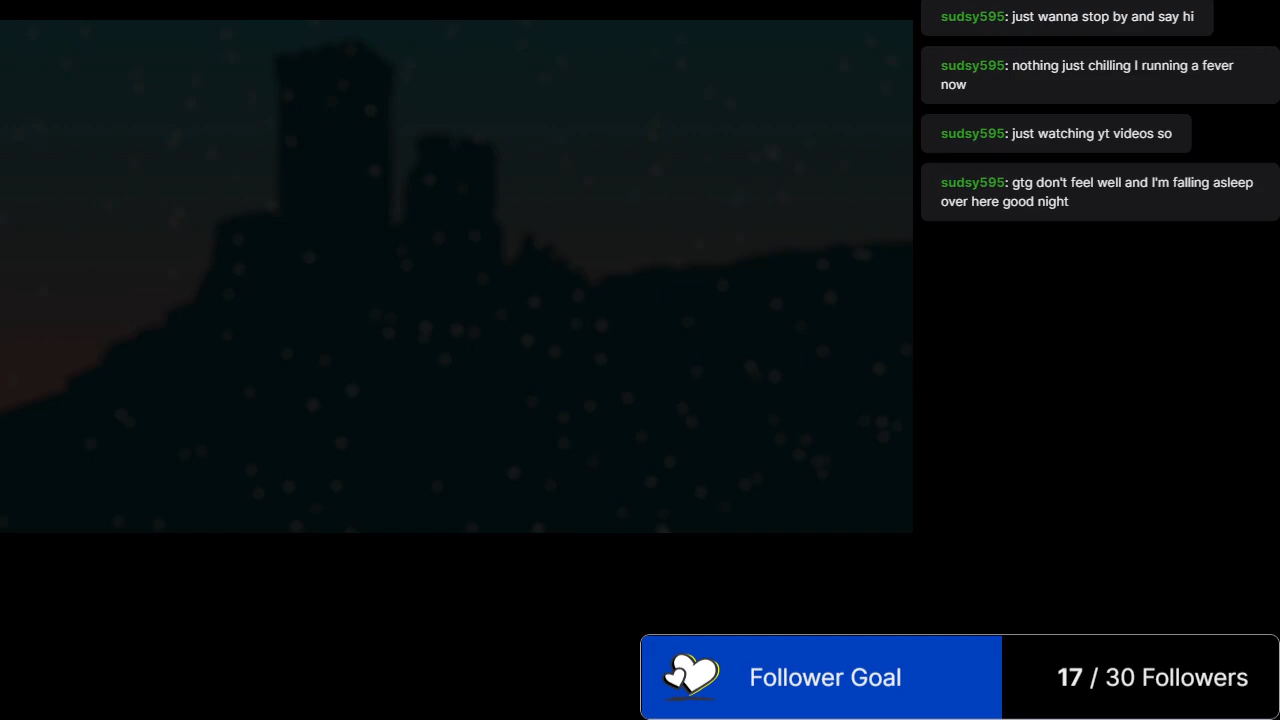 sudsy595: just wanna stop by and say hi
sudsy595: nothing just chilling I running a fever
now
sudsy595: just watching yt videos so
sudsy595: gtg don't feel well and I'm falling asleep
over here good night
Follower Goal
17 / 30 Followers